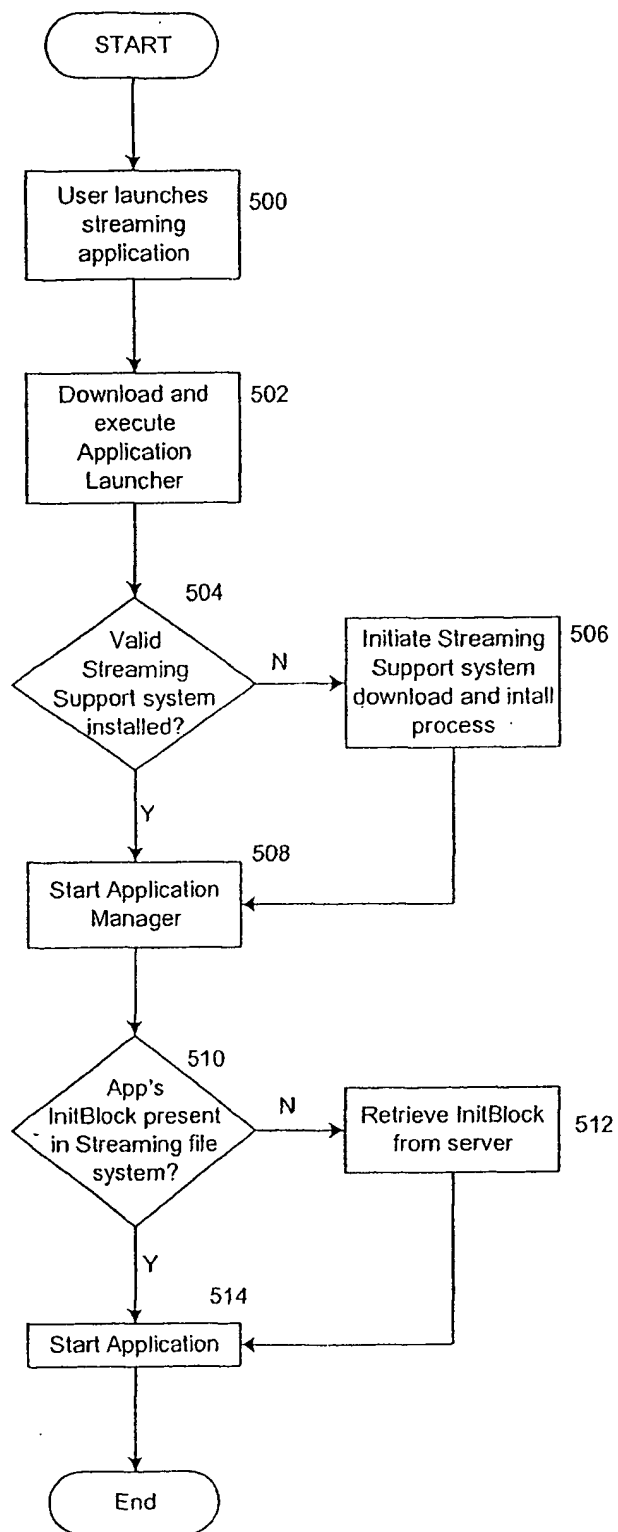 START
User launches
streaming
application
500
Download and
execute
Application
Launcher
502
504
Valid
Streaming
Support system
installed?
N
Initiate Streaming
Support system
download and intall
process
506
Y
508
Start Application
Manager
510
App's
InitBlock present
in Streaming file
system?
N
Retrieve InitBlock
from server
512
Y
514
Start Application
End